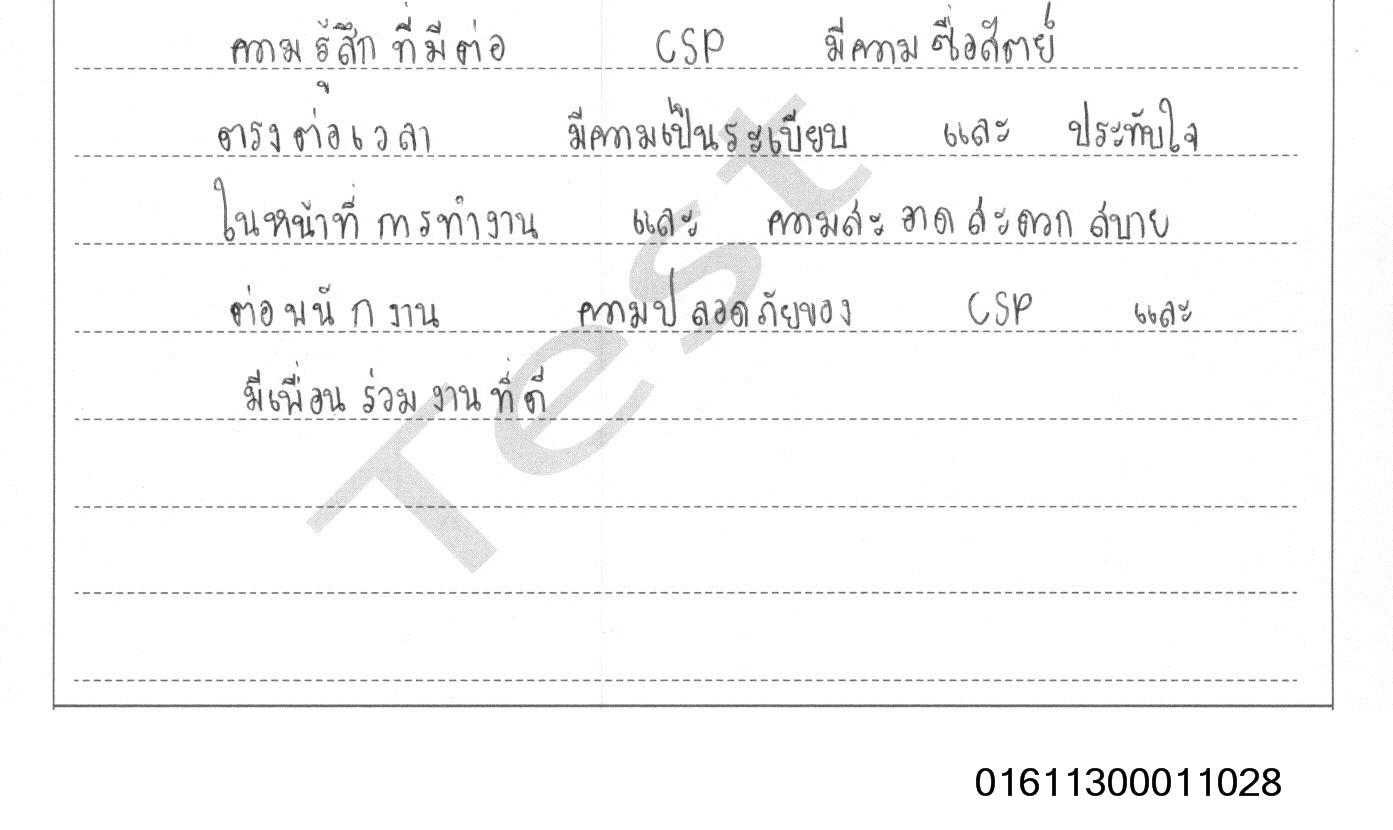 ความรู้สึกที่มีต่อ CSP มีความซื่อสัตย์
ตรงต่อเวลา มีความเป็นระเบียบ และ ประทับใจ
ในหน้าที่การทำงาน และ ความสะอาดสะดวกสบาย
ต่อพนักงาน ความปลอดภัยของ CSP และ
มีเพื่อนร่วมงานที่ดี
Test
01611300011028